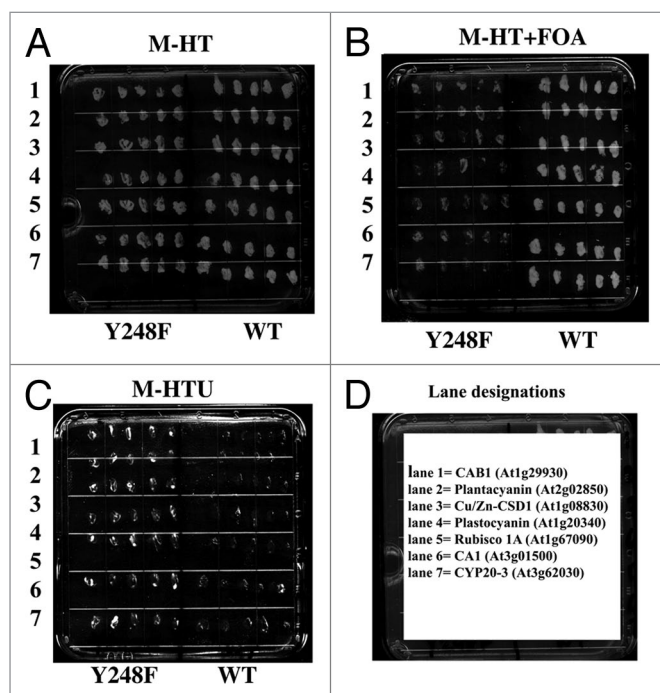 A
M-HT
1
2
3
4
5
6
7
Y248F WT
B
M-HT+FOA
1
2
3
4
5
6
7
Y248F WT
C
M-HTU
1
2
3
4
5
6
7
Y248F WT
D
Lane designations
lane 1= CAB1 (At1g29930)
lane 2= Plantacyanin (At2g02850)
lane 3= Cu/Zn-CSD1 (At1g08830)
lane 4= Plastocyanin (At1g20340)
lane 5= Rubisco 1A (At1g67090)
lane 6= CA1 (At3g01500)
lane 7= CYP20-3 (At3g62030)